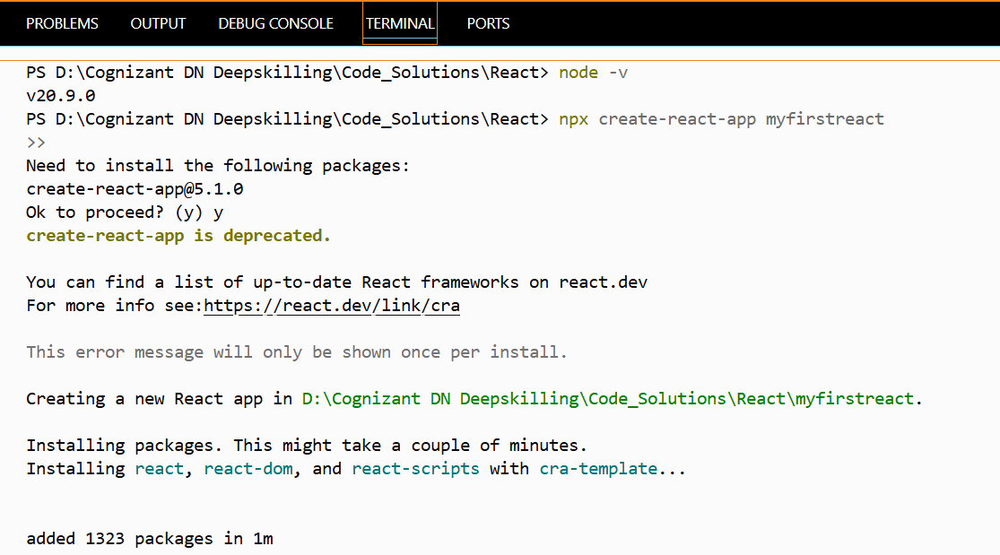 PROBLEMS OUTPUT DEBUG CONSOLE TERMINAL PORTS
PS D:\Cognizant DN Deepskilling\Code_Solutions\React> node -v
v20.9.0
PS D:\Cognizant DN Deepskilling\Code_Solutions\React> npx create-react-app myfirstreact
>>
Need to install the following packages:
create-react-app@5.1.0
Ok to proceed? (y) y
create-react-app is deprecated.
You can find a list of up-to-date React frameworks on react.dev
For more info see:https://react.dev/link/cra
This error message will only be shown once per install.
Creating a new React app in D:\Cognizant DN Deepskilling\Code_Solutions\React\myfirstreact.
Installing packages. This might take a couple of minutes.
Installing react, react-dom, and react-scripts with cra-template...
added 1323 packages in 1m